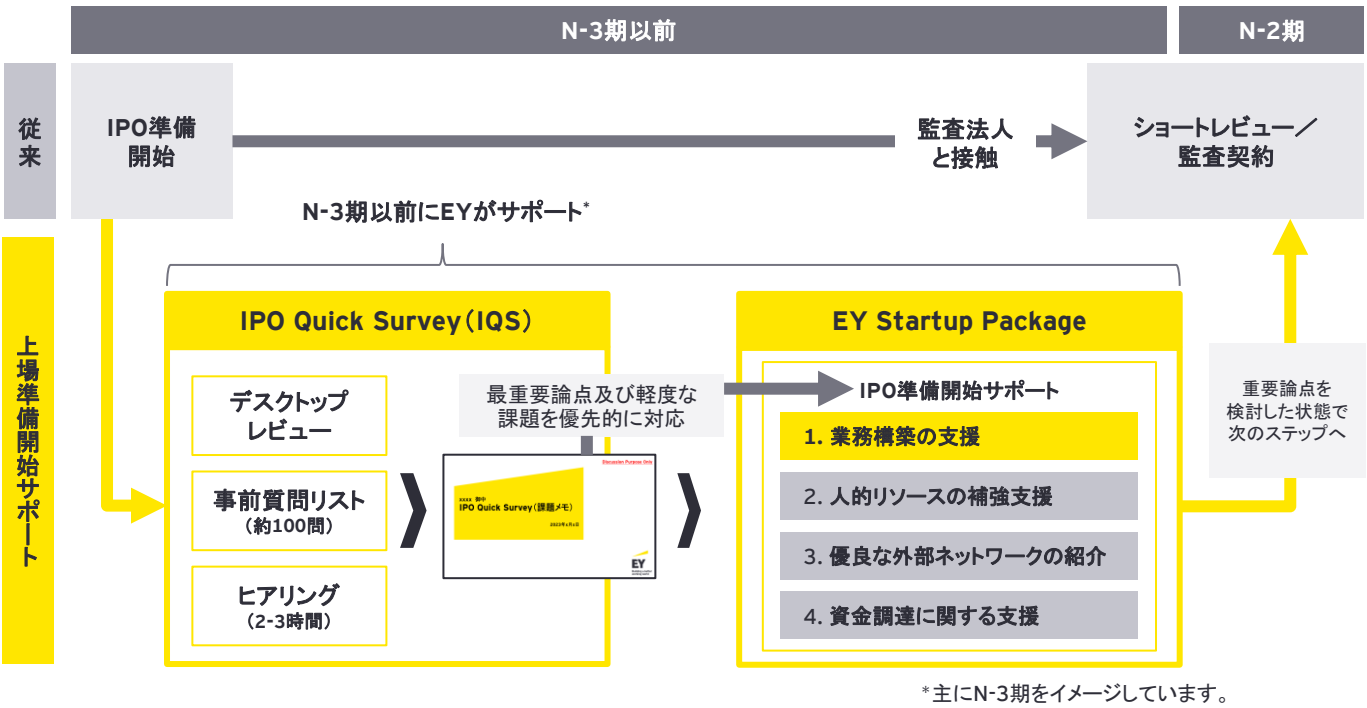 N-3期以前
N-2期
従来
IPO準備
開始
監査法人
と接触
ショートレビュー／
監査契約
N-3期以前にEYがサポート*
上場準備開始サポート
IPO Quick Survey（IQS）
デスクトップ
レビュー
事前質問リスト
（約100問）
ヒアリング
（2-3時間）
最重要論点及び軽度な
課題を優先的に対応
Discussion Purpose Only
xxxx 御中
IPO Quick Survey（課題メモ）
EY
EY Startup Package
IPO準備開始サポート
1. 業務構築の支援
2. 人的リソースの補強支援
3. 優良な外部ネットワークの紹介
4. 資金調達に関する支援
重要論点を
検討した状態で
次のステップへ
*主にN-3期をイメージしています。